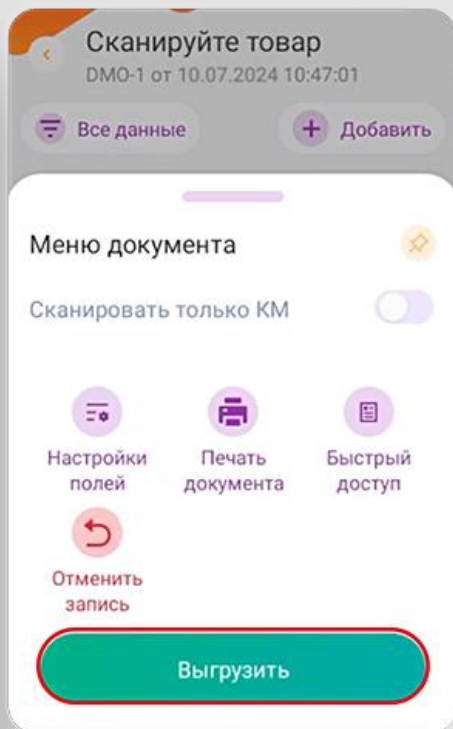 Сканируйте товар
DMO-1 от 10.07.2024 10:47:01
Все данные
Добавить
Меню документа
Сканировать только КМ
Настройки
полей
Печать
документа
Быстрый
доступ
Отменить
запись
Выгрузить